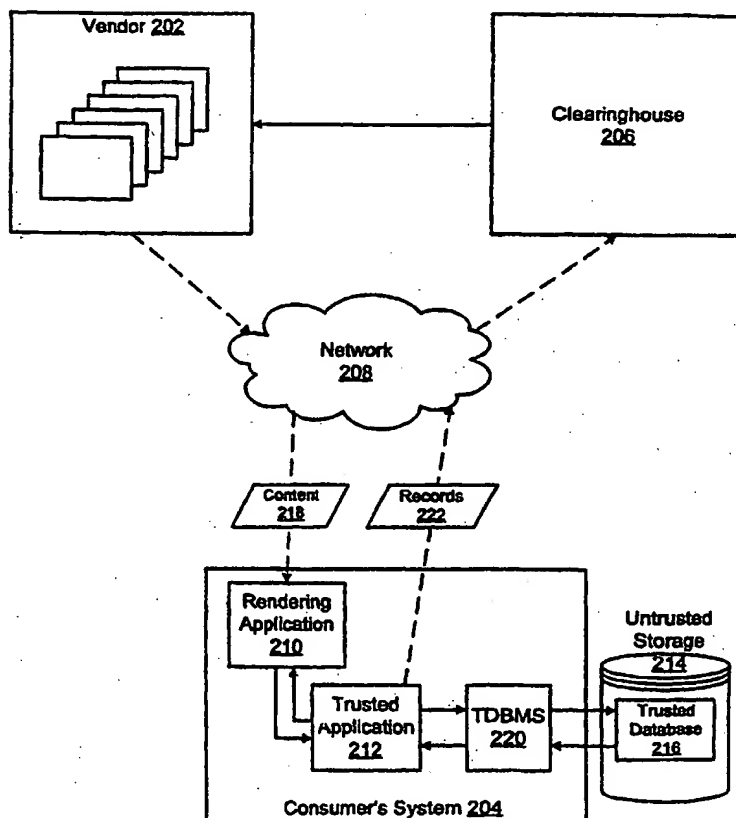 Vendor 202
Clearinghouse
206
Network
208
Content
218
Records
222
Rendering
Application
210
Untrusted
Storage
214
Trusted
Application
212
TDBMS
220
Trusted
Database
216
Consumer's System 204